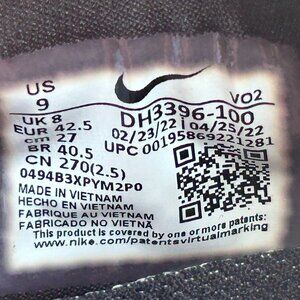 US
9
UK 8
EUR 42.5
cm 27
BR 40.5
CN 270(2.5)
DH3396-100 VO2
02/23/22 04/25/22
UPC 00195869221281
0494B3XPYM2P0
MADE IN VIETNAM
HECHO EN VIETNAM
FABRIQUE AU VIETNAM
FABRICADO NO VIETNÃ
This product is covered by one or more patents:
www.nike.com/patentsvirtualmarking